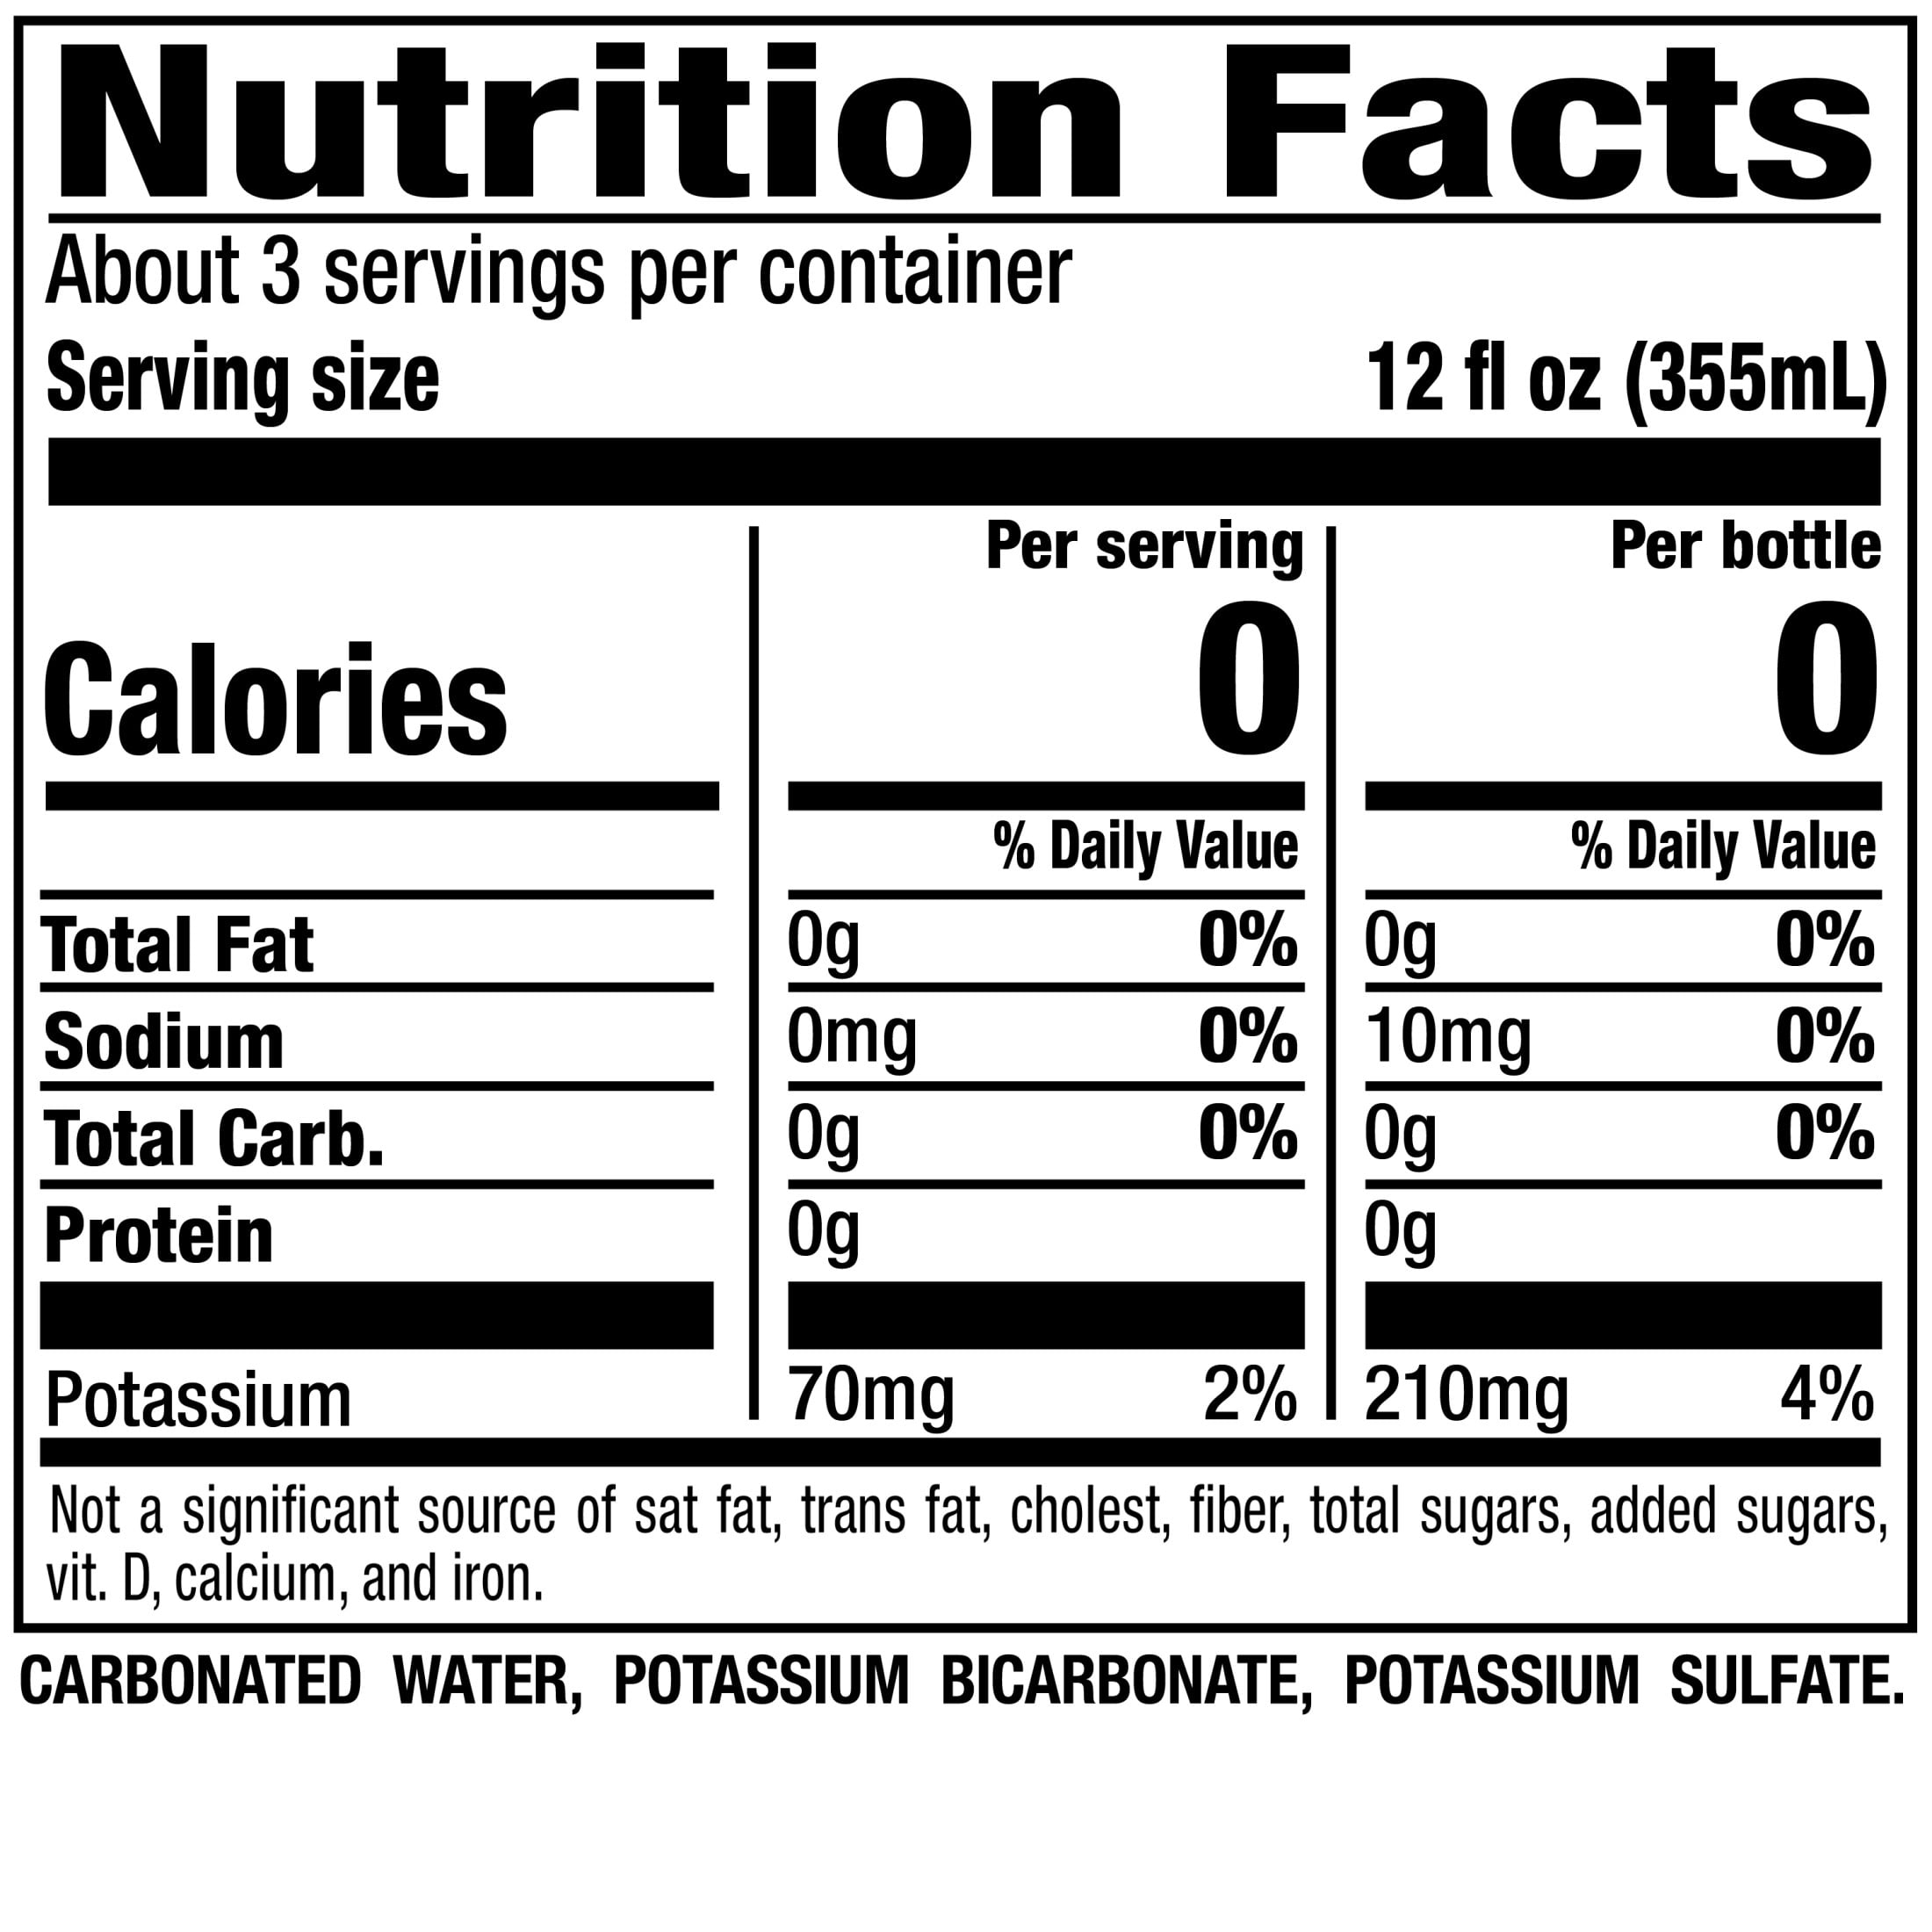 Nutrition Facts
About 3 servings per container
Serving size 12 fl oz (355mL)
Per serving Per bottle
Calories 0 0
% Daily Value % Daily Value
Total Fat 0g 0% 0g 0%
Sodium 0mg 0% 10mg 0%
Total Carb. 0g 0% 0g 0%
Protein 0g 0g
Potassium 70mg 2% 210mg 4%
Not a significant source of sat fat, trans fat, cholest, fiber, total sugars, added sugars,
vit. D, calcium, and iron.
CARBONATED WATER, POTASSIUM BICARBONATE, POTASSIUM SULFATE.